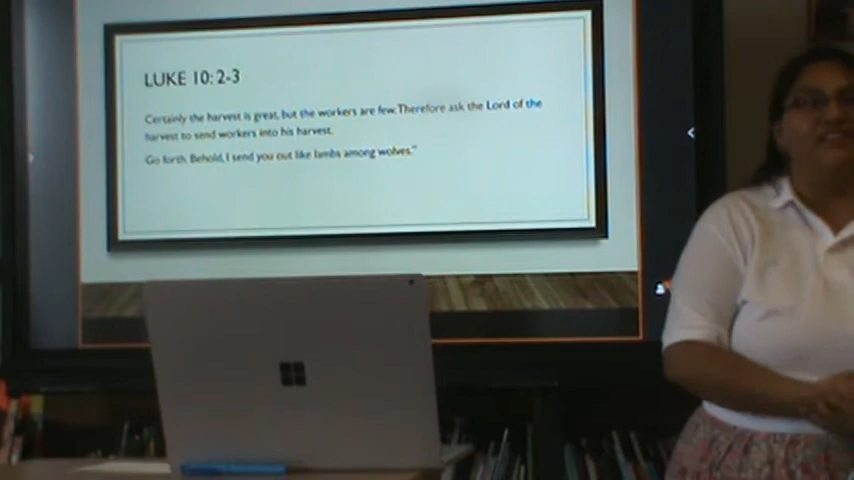 LUKE 10: 2-3
Certainly the harvest is great, but the workers are few. Therefore ask the Lord of the
harvest to send workers into his harvest.
Go forth. Behold, I send you out like lambs among wolves."